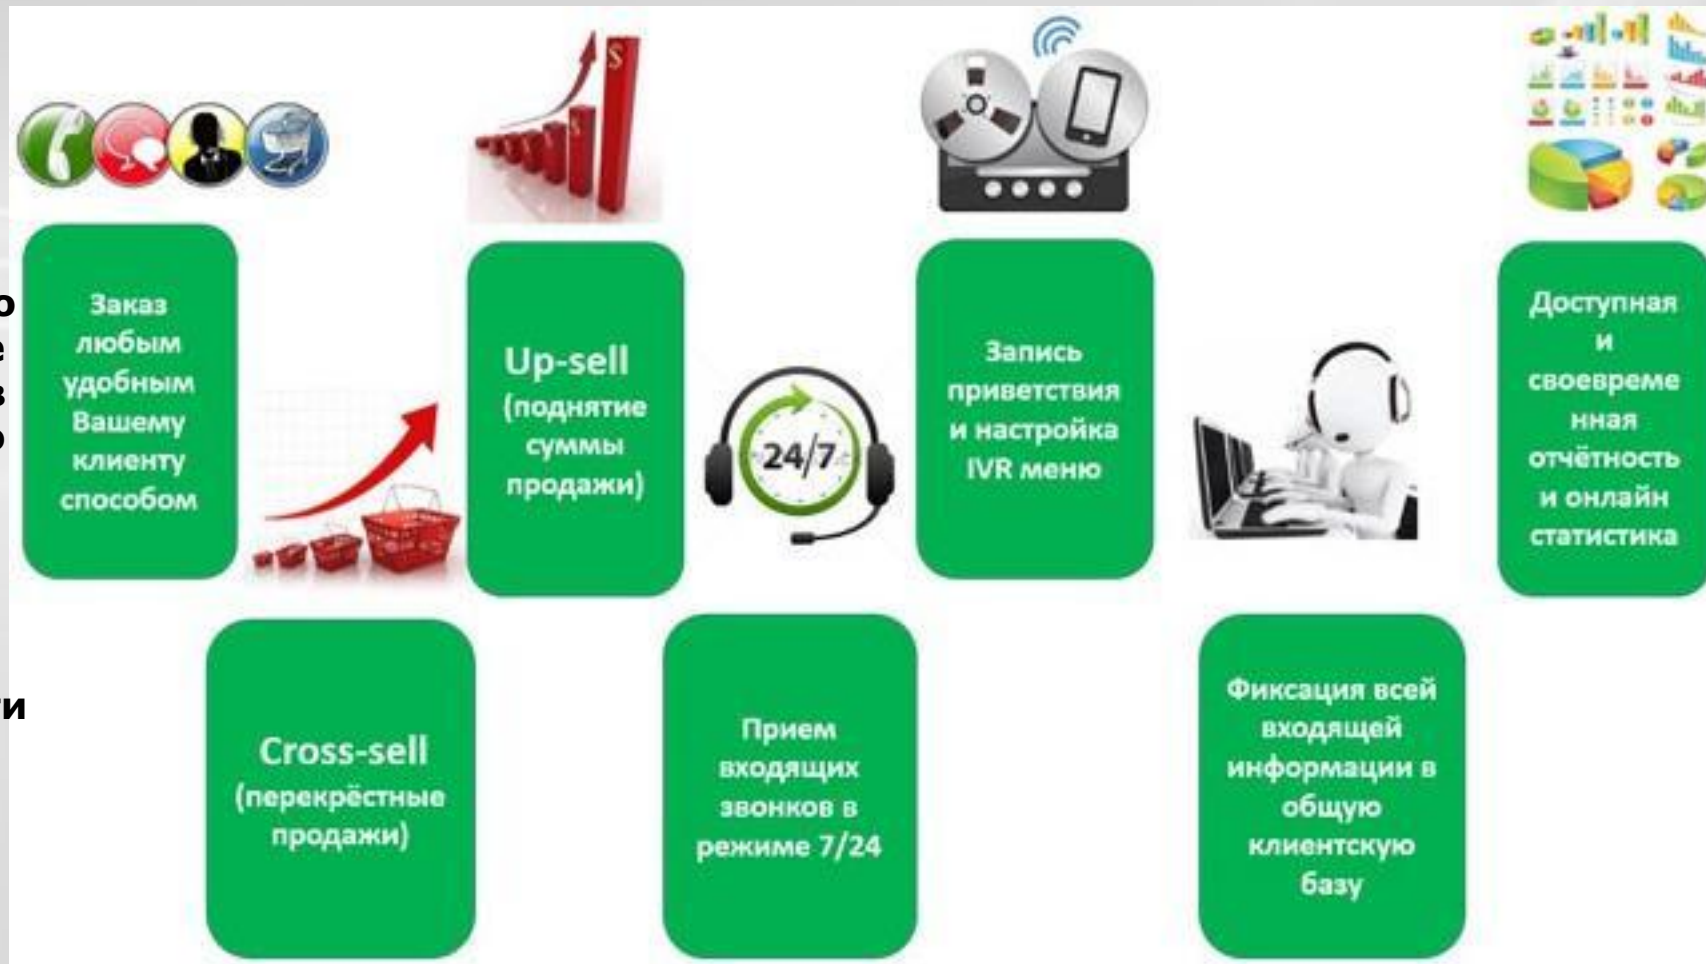 Заказ
любым
удобным
Вашему
клиенту
способом
Cross-sell
(перекрёстные
продажи)
$
Up-sell
(поднятие
суммы
продажи)
24/7
Прием
входящих
звонков в
режиме 7/24
Запись
приветствия
и настройка
IVR меню
Фиксация всей
входящей
информации в
общую
клиентскую
базу
Доступная
и
своевреме
нная
отчётность
и онлайн
статистика